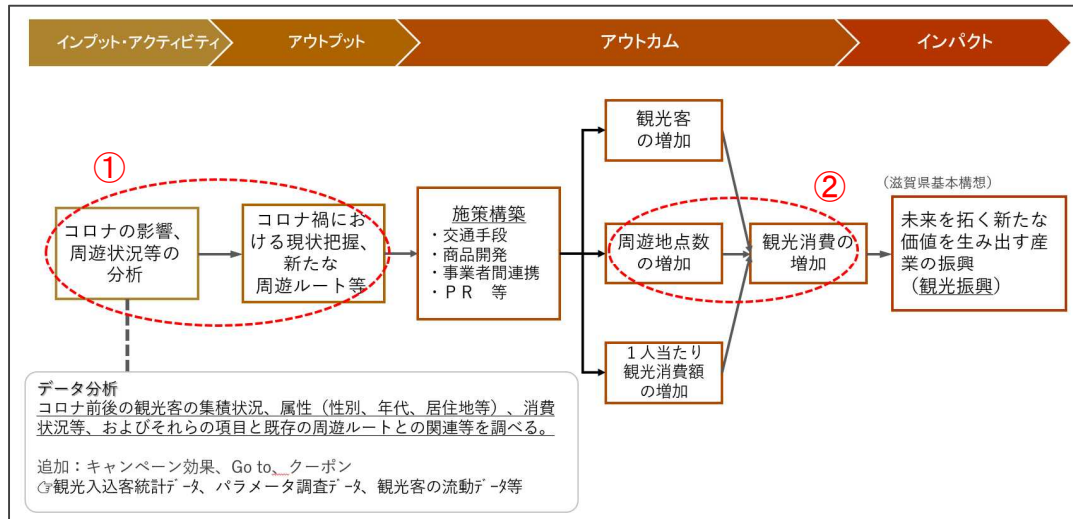 インプット・アクティビティ
アウトプット
アウトカム
インパクト
①
コロナの影響、
周遊状況等の
分析
コロナ禍にお
ける現状把握、
新たな
周遊ルート等
施策構築
・交通手段
・商品開発
・事業者間連携
・ＰＲ　等
観光客
の増加
周遊地点数
の増加
１人当たり
観光消費額
の増加
②
観光消費の
増加
（滋賀県基本構想）
未来を拓く新たな
価値を生み出す産
業の振興
（観光振興）
データ分析
コロナ前後の観光客の集積状況、属性（性別、年代、居住地等）、消費
状況等、およびそれらの項目と既存の周遊ルートとの関連等を調べる。
追加：キャンペーン効果、Go to、クーポン
☞観光入込客統計ﾃﾞｰﾀ、パラメータ調査データ、観光客の流動データ等